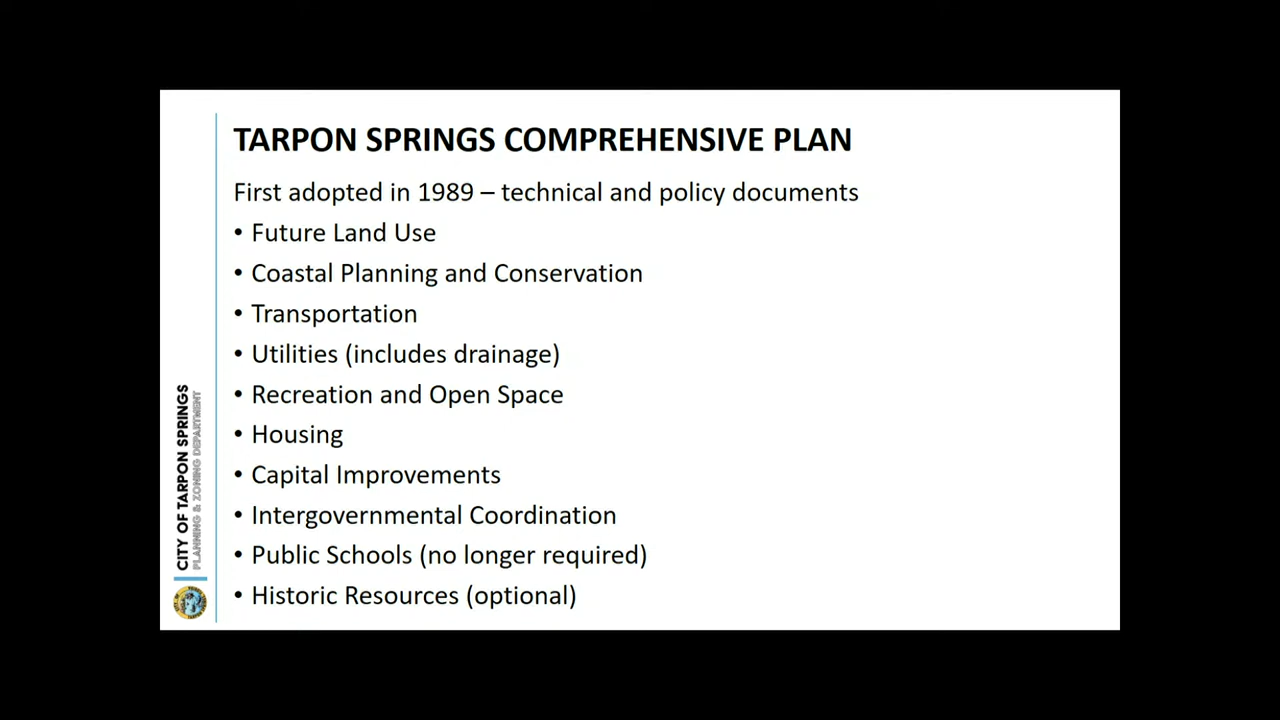 TARPON SPRINGS COMPREHENSIVE PLAN
First adopted in 1989 – technical and policy documents
• Future Land Use
• Coastal Planning and Conservation
• Transportation
• Utilities (includes drainage)
• Recreation and Open Space
• Housing
• Capital Improvements
• Intergovernmental Coordination
• Public Schools (no longer required)
• Historic Resources (optional)
CITY OF TARPON SPRINGS
PLANNING & ZONING DEPARTMENT